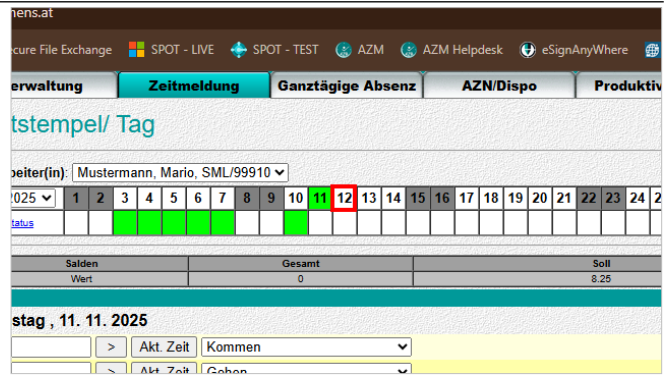 nens.at
ecure File Exchange SPOT - LIVE SPOT - TEST AZM AZM Helpdesk eSignAnyWhere
erwaltung Zeitmeldung Ganztägige Absenz AZN/Dispo Produktiv
tstempel/ Tag
beiter(in): Mustermann, Mario, SML/99910
025 1 2 3 4 5 6 7 8 9 10 11 12 13 14 15 16 17 18 19 20 21 22 23 24 2
status
Salden Gesamt Soll
Wert 0 8.25
stag , 11. 11. 2025
> Akt. Zeit Kommen
> Akt. Zeit Gehen